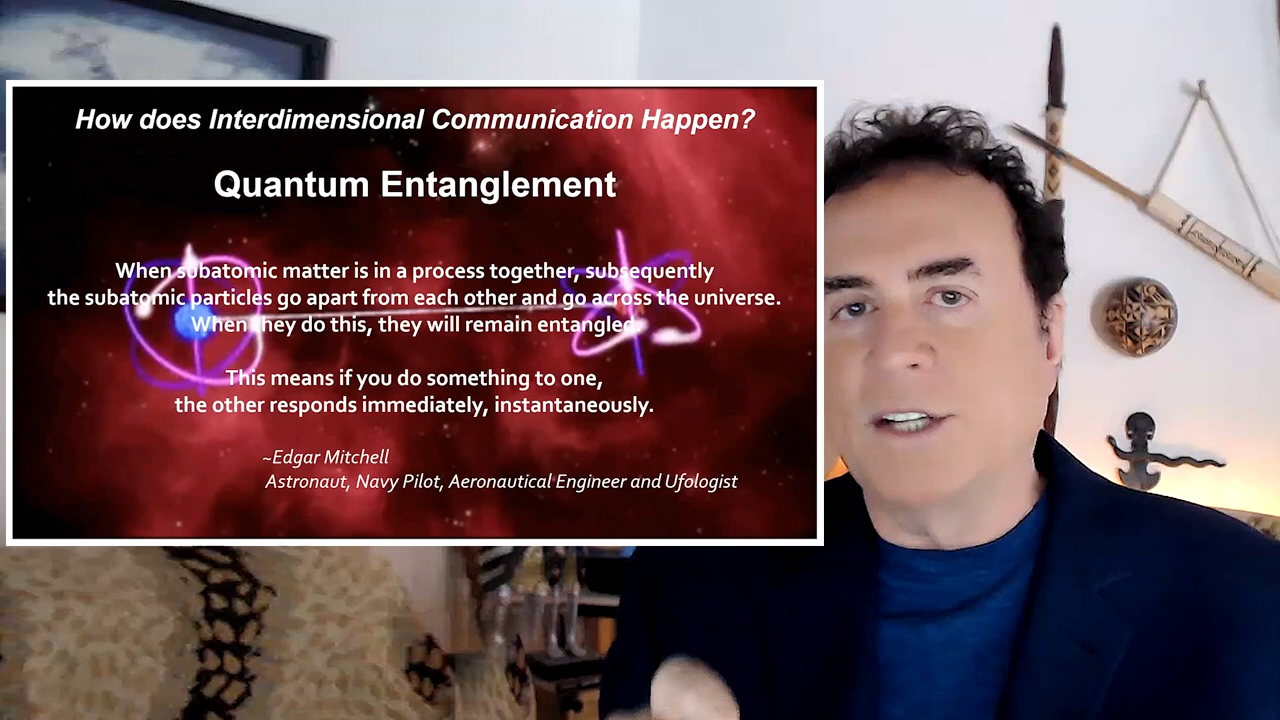 How does Interdimensional Communication Happen?
Quantum Entanglement
When subatomic matter is in a process together, subsequently
the subatomic particles go apart from each other and go across the universe.
When they do this, they will remain entangled.
This means if you do something to one,
the other responds immediately, instantaneously.
~Edgar Mitchell
Astronaut, Navy Pilot, Aeronautical Engineer and Ufologist